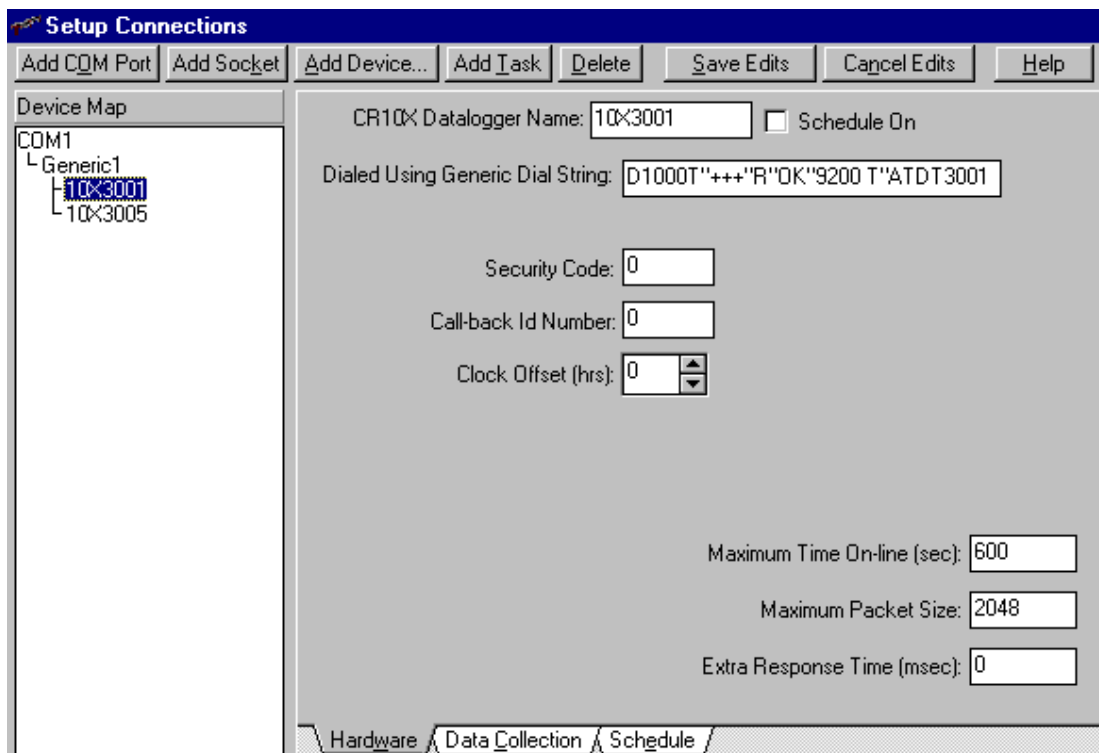 Setup Connections
Add COM Port Add Socket Add Device... Add Task Delete Save Edits Cancel Edits Help
Device Map
COM1
Generic1
10X3001
10X3005
CR10X Datalogger Name: 10X3001 Schedule On
Dialed Using Generic Dial String: D1000T"+++"R"OK"9200 T"ATDT3001
Security Code: 0
Call-back Id Number: 0
Clock Offset (hrs): 0
Maximum Time On-line (sec): 600
Maximum Packet Size: 2048
Extra Response Time (msec): 0
Hardware Data Collection Schedule